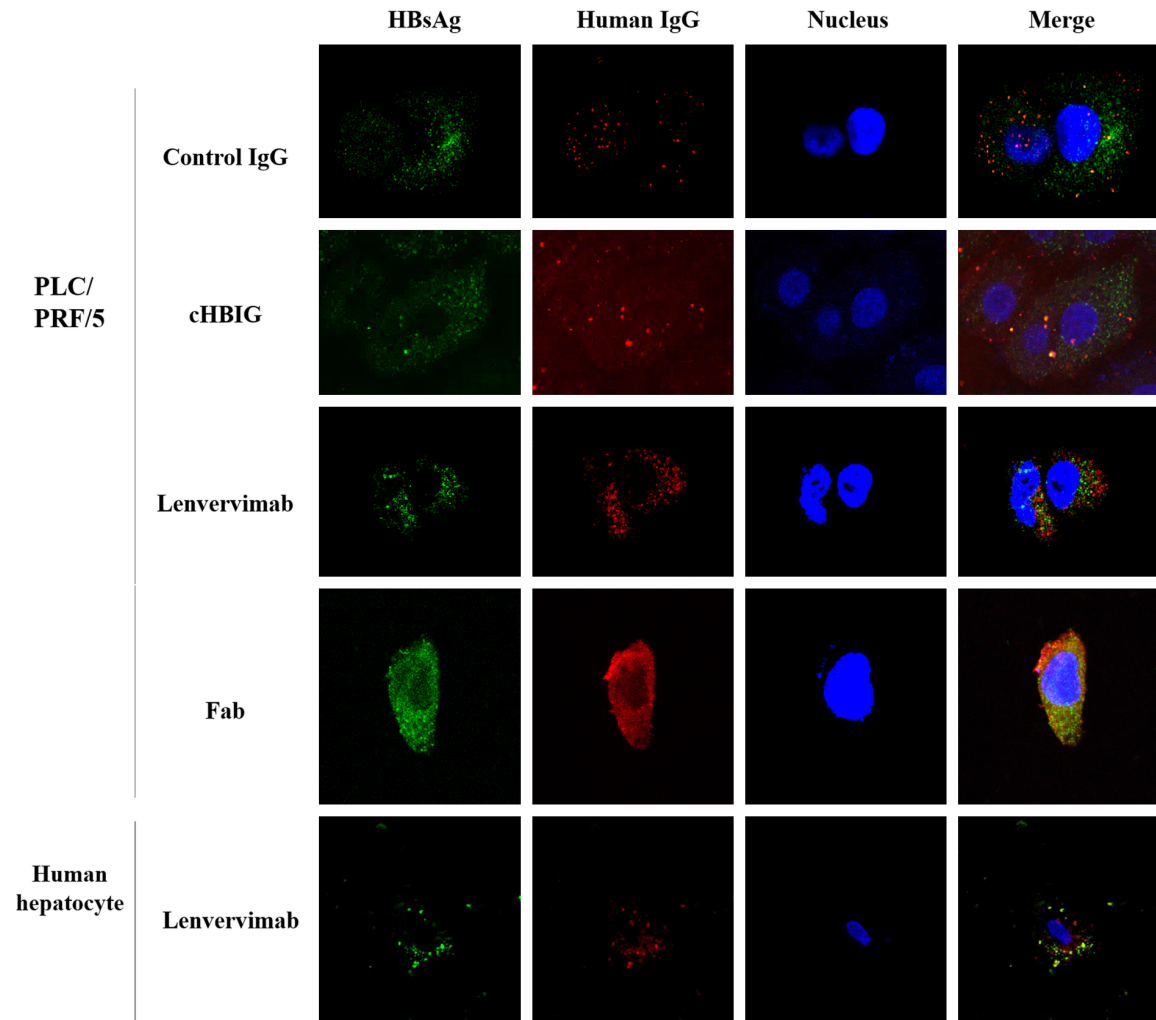 HBsAg Human IgG Nucleus Merge
Control IgG
PLC/
PRF/5
cHBIG
Lenvervimab
Fab
Human
hepatocyte
Lenvervimab